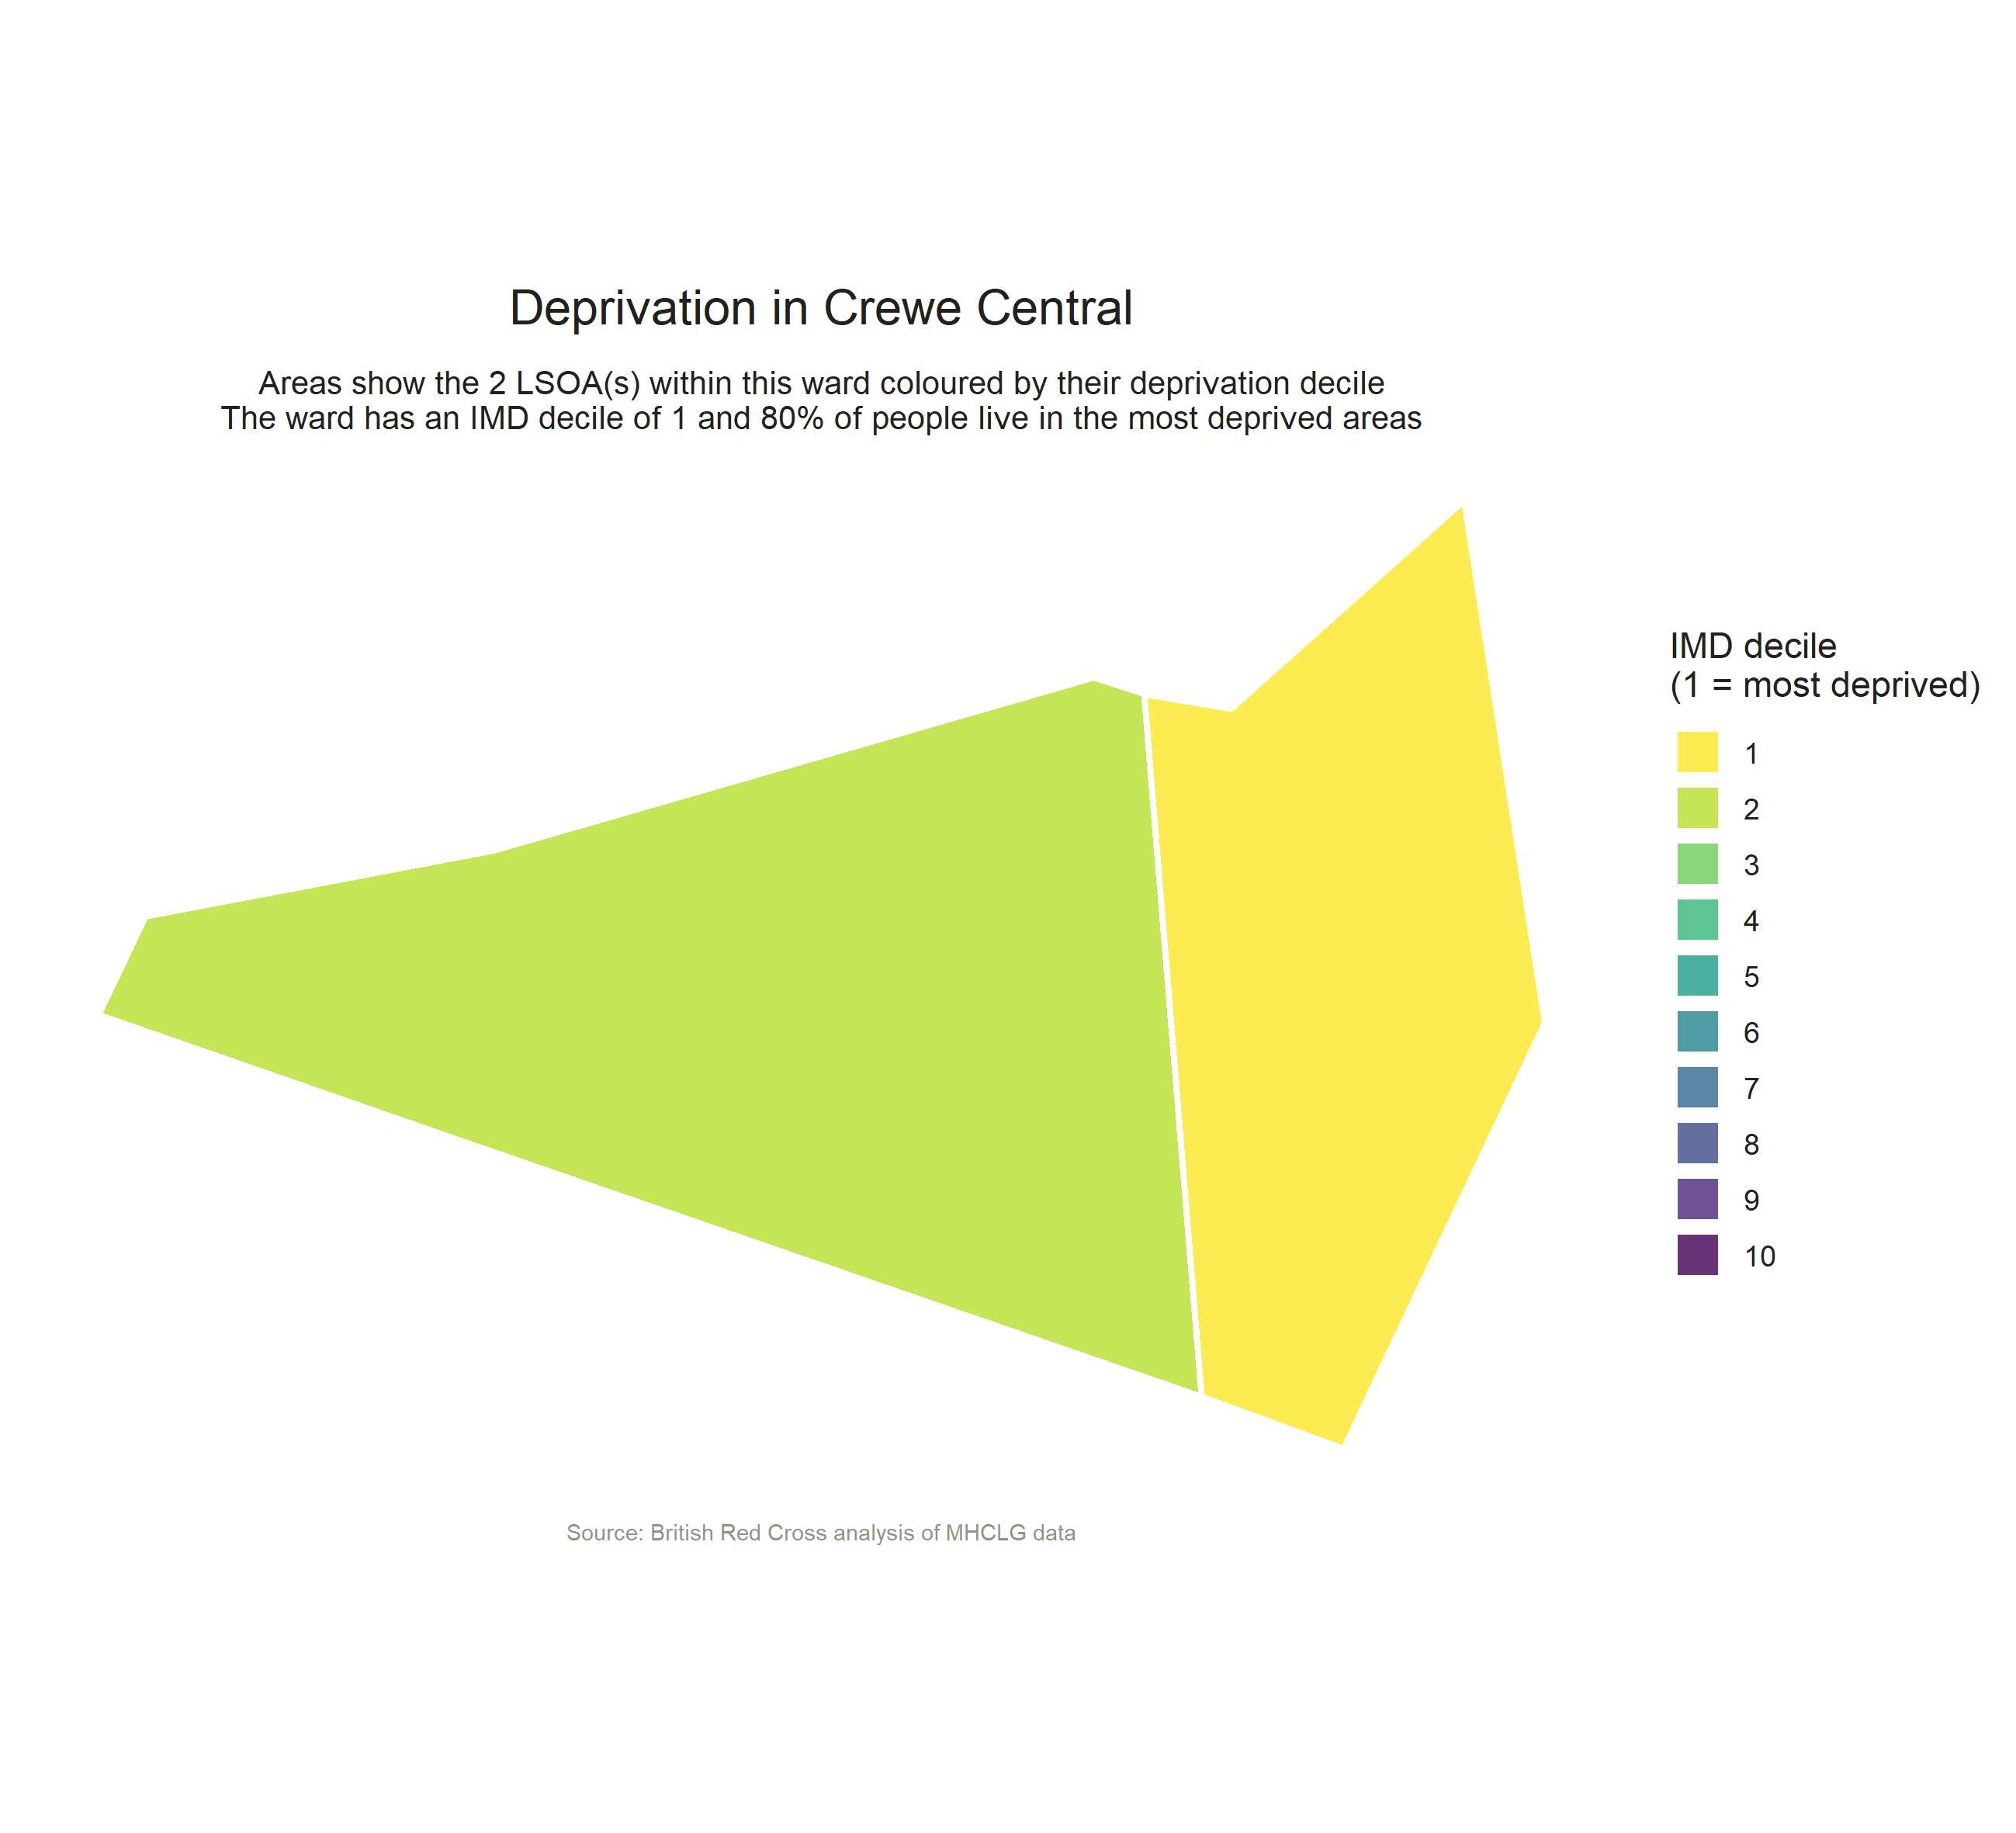 Deprivation in Crewe Central
Areas show the 2 LSOA(s) within this ward coloured by their deprivation decile
The ward has an IMD decile of 1 and 80% of people live in the most deprived areas
IMD decile
(1 = most deprived)
1
2
3
4
5
6
7
8
9
10
Source: British Red Cross analysis of MHCLG data